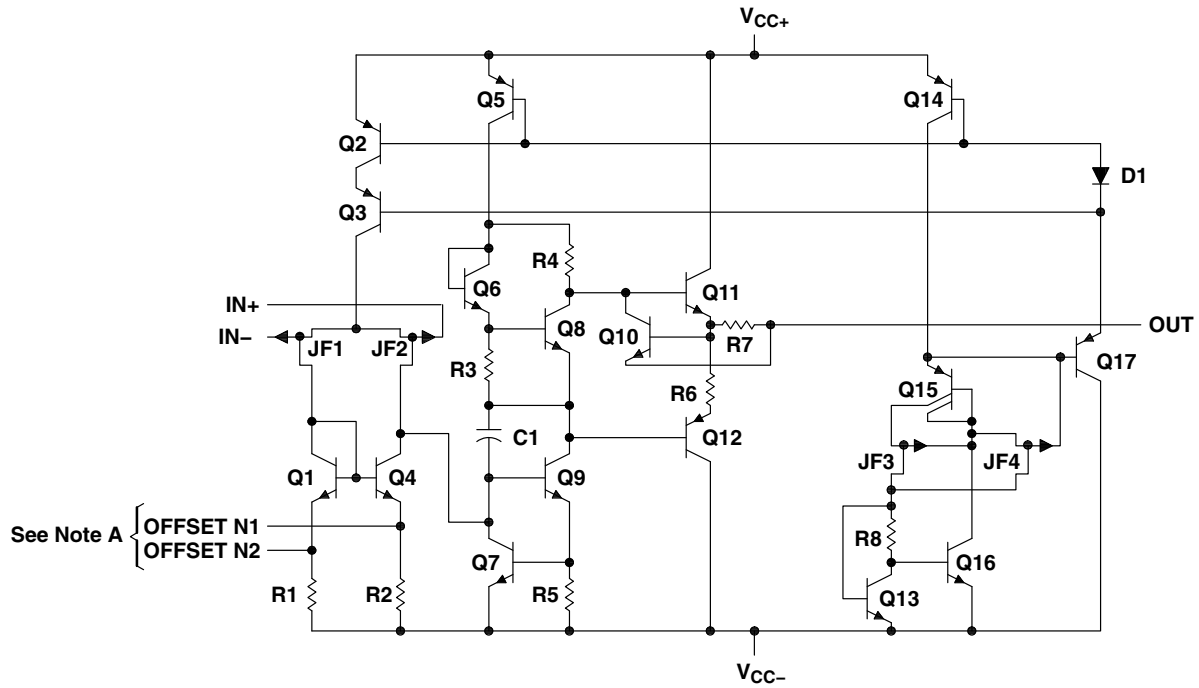 VCC+
Q5
Q14
Q2
D1
Q3
R4
Q6
Q11
IN+
OUT
Q8
Q10
IN−
JF1
JF2
R7
Q17
R3
Q15
R6
C1
Q12
JF3
JF4
Q1
Q4
Q9
See Note A
OFFSET N1
OFFSET N2
R8
Q7
Q16
R1
R2
R5
Q13
VCC−